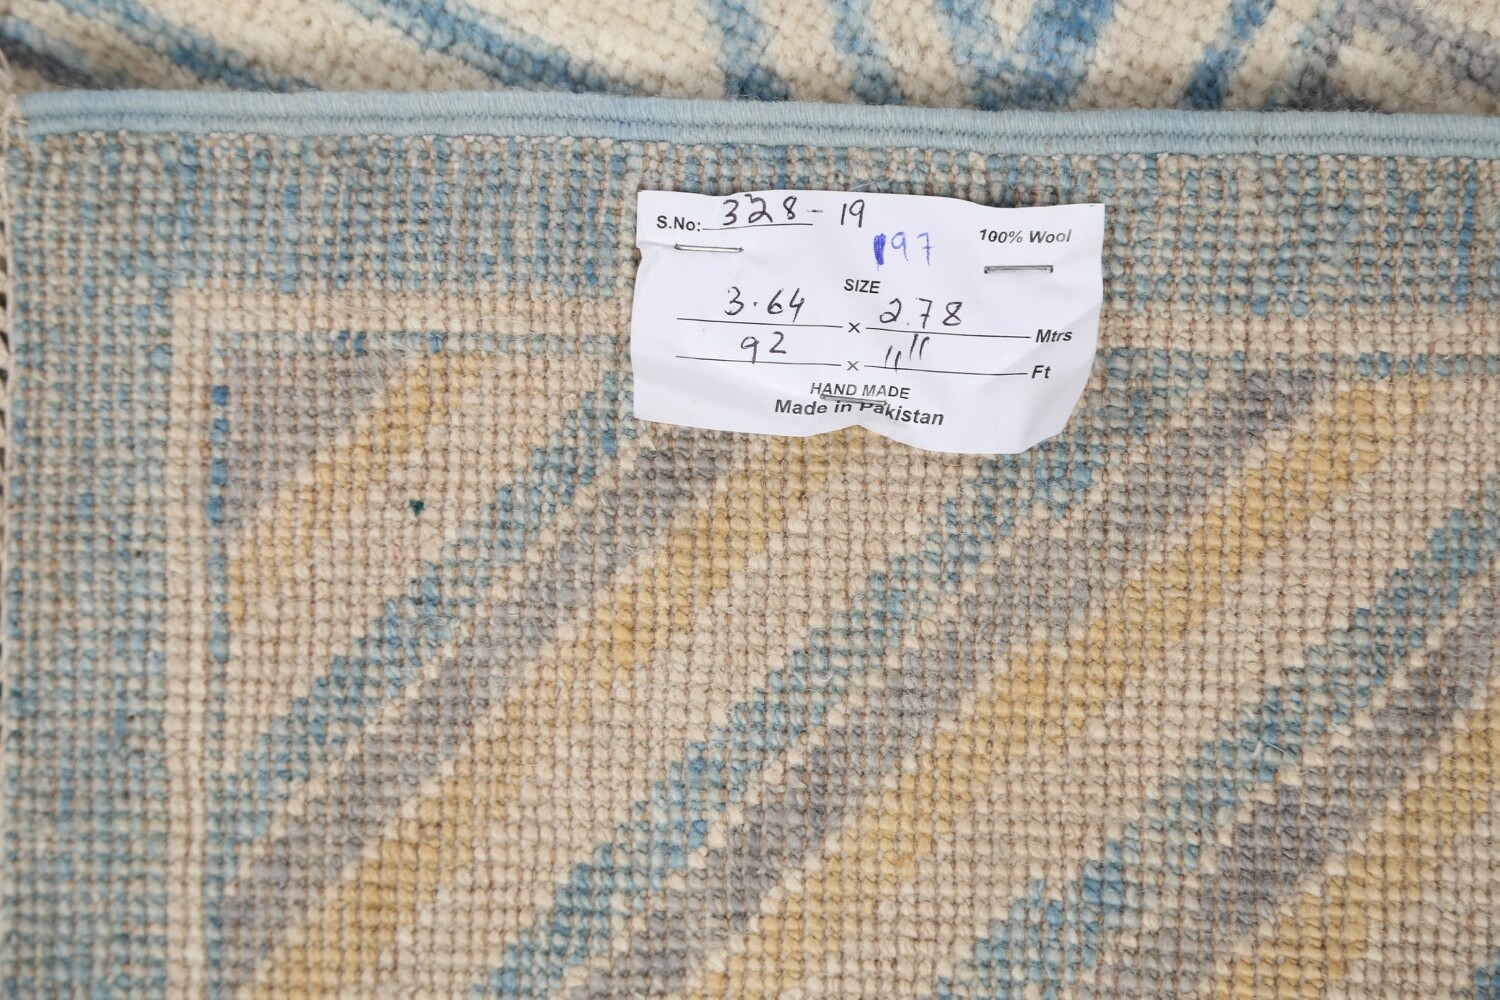 S.No: 328-19
197
100% Wool
SIZE
3.64 x 2.78 Mtrs
92 x 11" Ft
HAND MADE
Made in Pakistan